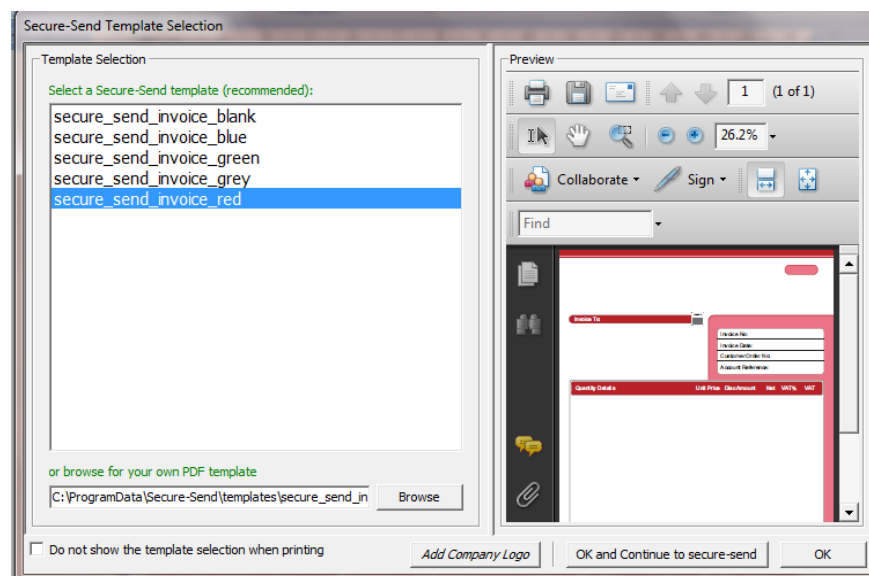 Secure-Send Template Selection
Template Selection
Select a Secure-Send template (recommended):
secure_send_invoice_blank
secure_send_invoice_blue
secure_send_invoice_green
secure_send_invoice_grey
secure_send_invoice_red
or browse for your own PDF template
C:\ProgramData\Secure-Send\templates\secure_send_in
Browse
Do not show the template selection when printing
Preview
1 (1 of 1)
26.2%
Collaborate
Sign
Find
Invoice To
Invoice No:
Invoice Date:
Customer Order No.
Account Reference:
Quantity Details Unit Price Disc Amount Net VAT% VAT
Add Company Logo
OK and Continue to secure-send
OK